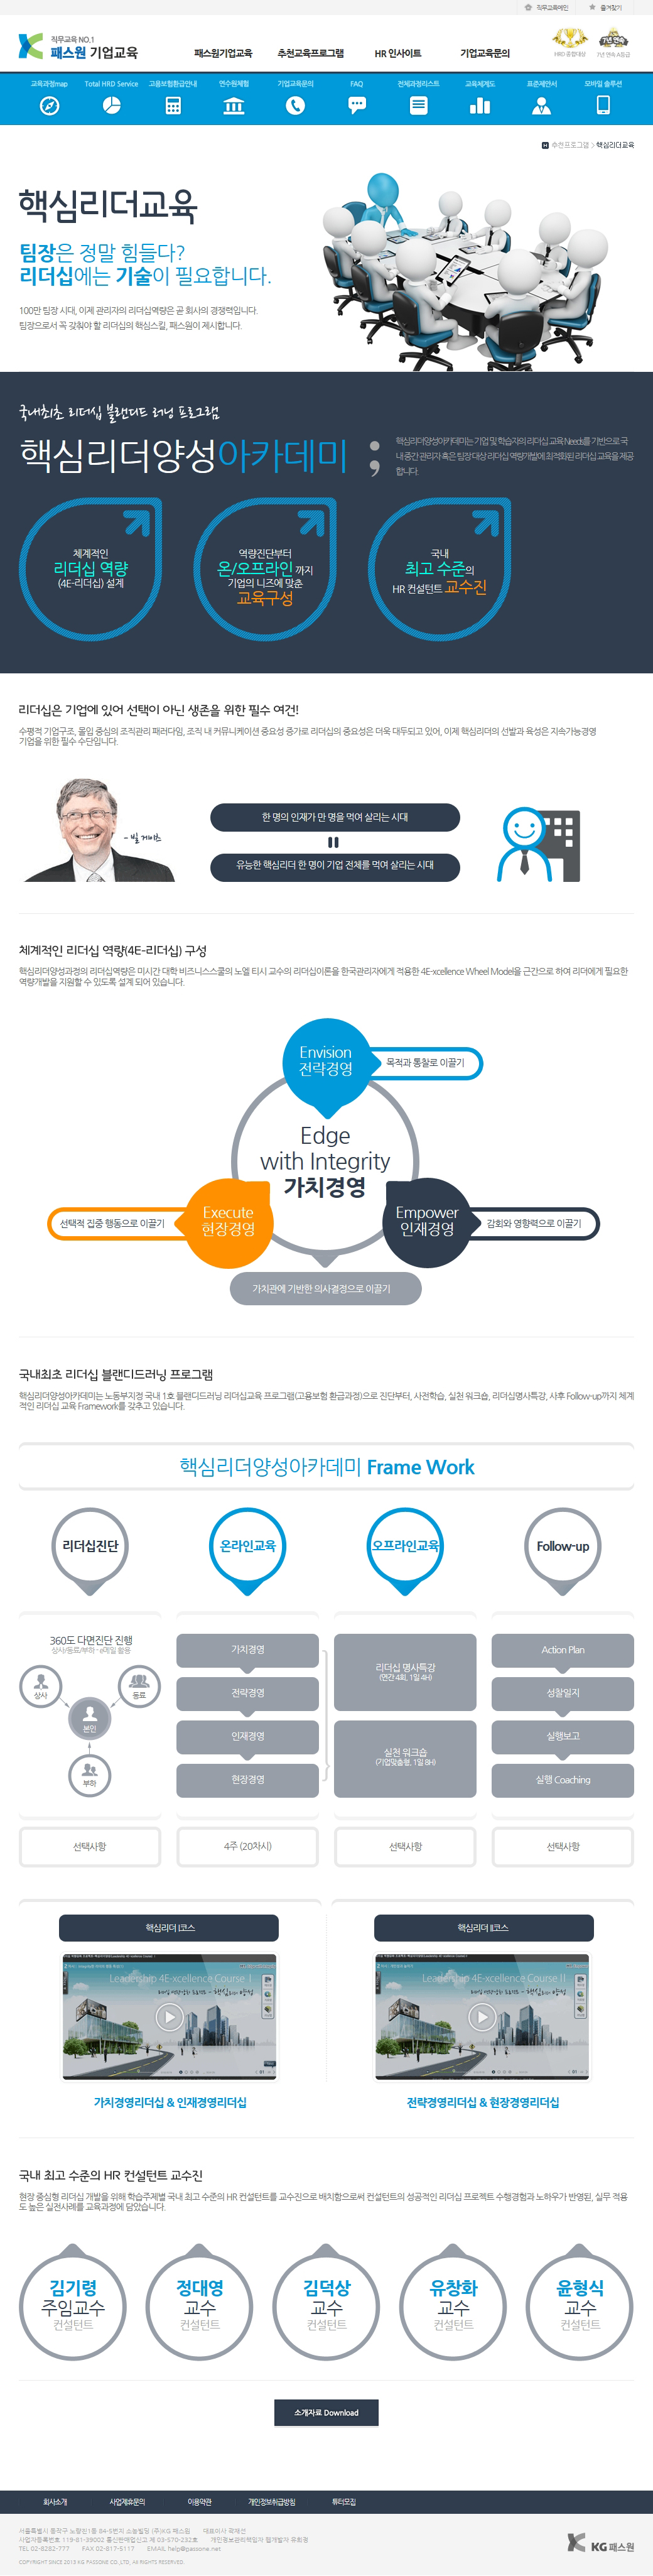 직무교육메인 즐겨찾기
직무교육 NO.1
패스원 기업교육
패스원기업교육 추천교육프로그램 HR 인사이트 기업교육문의
HRD 종합대상 7년 연속 A등급
교육과정map Total HRD Service 고용보험환급안내 연수원체험 기업교육문의 FAQ 전체과정리스트 교육체계도 표준제안서 모바일 솔루션
추천프로그램 > 핵심리더교육
핵심리더교육
팀장은 정말 힘들다?
리더십에는 기술이 필요합니다.
100만 팀장 시대, 이제 관리자의 리더십역량은 곧 회사의 경쟁력입니다.
팀장으로서 꼭 갖춰야 할 리더십의 핵심스킬, 패스원이 제시합니다.
국내최초 리더십 블랜디드 러닝 프로그램
핵심리더양성아카데미
핵심리더양성아카데미는 기업 및 학습자의 리더십 교육 Needs를 기반으로 국
내 중간 관리자 혹은 팀장 대상 리더십 역량개발에 최적화된 리더십 교육을 제공
합니다.
체계적인
리더십 역량
(4E-리더십) 설계
역량진단부터
온/오프라인 까지
기업의 니즈에 맞춘
교육구성
국내
최고 수준의
HR 컨설턴트 교수진
리더십은 기업에 있어 선택이 아닌 생존을 위한 필수 여건!
수평적 기업구조, 몰입 중심의 조직관리 패러다임, 조직 내 커뮤니케이션 중요성 증가로 리더십의 중요성은 더욱 대두되고 있어, 이제 핵심리더의 선발과 육성은 지속가능경영
기업을 위한 필수 수단입니다.
- 빌 게이츠
한 명의 인재가 만 명을 먹여 살리는 시대
유능한 핵심리더 한 명이 기업 전체를 먹여 살리는 시대
체계적인 리더십 역량(4E-리더십) 구성
핵심리더양성과정의 리더십역량은 미시간 대학 비즈니스스쿨의 노엘 티시 교수의 리더십이론을 한국관리자에게 적용한 4E-xcellence Wheel Model을 근간으로 하여 리더에게 필요한
역량개발을 지원할 수 있도록 설계 되어 있습니다.
Envision
전략경영
목적과 통찰로 이끌기
Edge
with Integrity
가치경영
Execute
현장경영
선택적 집중 행동으로 이끌기
Empower
인재경영
감화와 영향력으로 이끌기
가치관에 기반한 의사결정으로 이끌기
국내최초 리더십 블랜디드러닝 프로그램
핵심리더양성아카데미는 노동부지정 국내 1호 블랜디드러닝 리더십교육 프로그램(고용보험 환급과정)으로 진단부터, 사전학습, 실천 워크숍, 리더십명사특강, 사후 Follow-up까지 체계
적인 리더십 교육 Framework를 갖추고 있습니다.
핵심리더양성아카데미 Frame Work
리더십진단 온라인교육 오프라인교육 Follow-up
360도 다면진단 진행
상사/동료/부하 - e메일 활용
상사
동료
본인
부하
가치경영
전략경영
인재경영
현장경영
리더십 명사특강
(연간 4회, 1일 4H)
실천 워크숍
(기업맞춤형, 1일 8H)
Action Plan
성찰일지
실행보고
실행 Coaching
선택사항 4주 (20차시) 선택사항 선택사항
핵심리더 I코스 핵심리더 II코스
Leadership 4E-xcellence Course I
Leadership 4E-xcellence Course II
가치경영리더십 & 인재경영리더십 전략경영리더십 & 현장경영리더십
국내 최고 수준의 HR 컨설턴트 교수진
현장 중심형 리더십 개발을 위해 학습주제별 국내 최고 수준의 HR 컨설턴트를 교수진으로 배치함으로써 컨설턴트의 성공적인 리더십 프로젝트 수행경험과 노하우가 반영된, 실무 적용
도 높은 실전사례를 교육과정에 담았습니다.
김기령
주임교수
컨설턴트
정대영
교수
컨설턴트
김덕상
교수
컨설턴트
유창화
교수
컨설턴트
윤형식
교수
컨설턴트
소개자료 Download
회사소개 사업제휴문의 이용약관 개인정보취급방침 튜터모집
서울특별시 동작구 노량진1동 84-5번지 소능빌딩 (주)KG 패스원 대표이사 곽재선
사업자등록번호 119-81-39002 통신판매업신고 제 03-570-232호 개인정보관리책임자 웹개발자 유희정
TEL 02-8282-777 FAX 02-817-5117 EMAIL help@passone.net
COPYRIGHT SINCE 2013 KG PASSONE CO.,LTD, All RIGHTS RESERVED.
KG 패스원